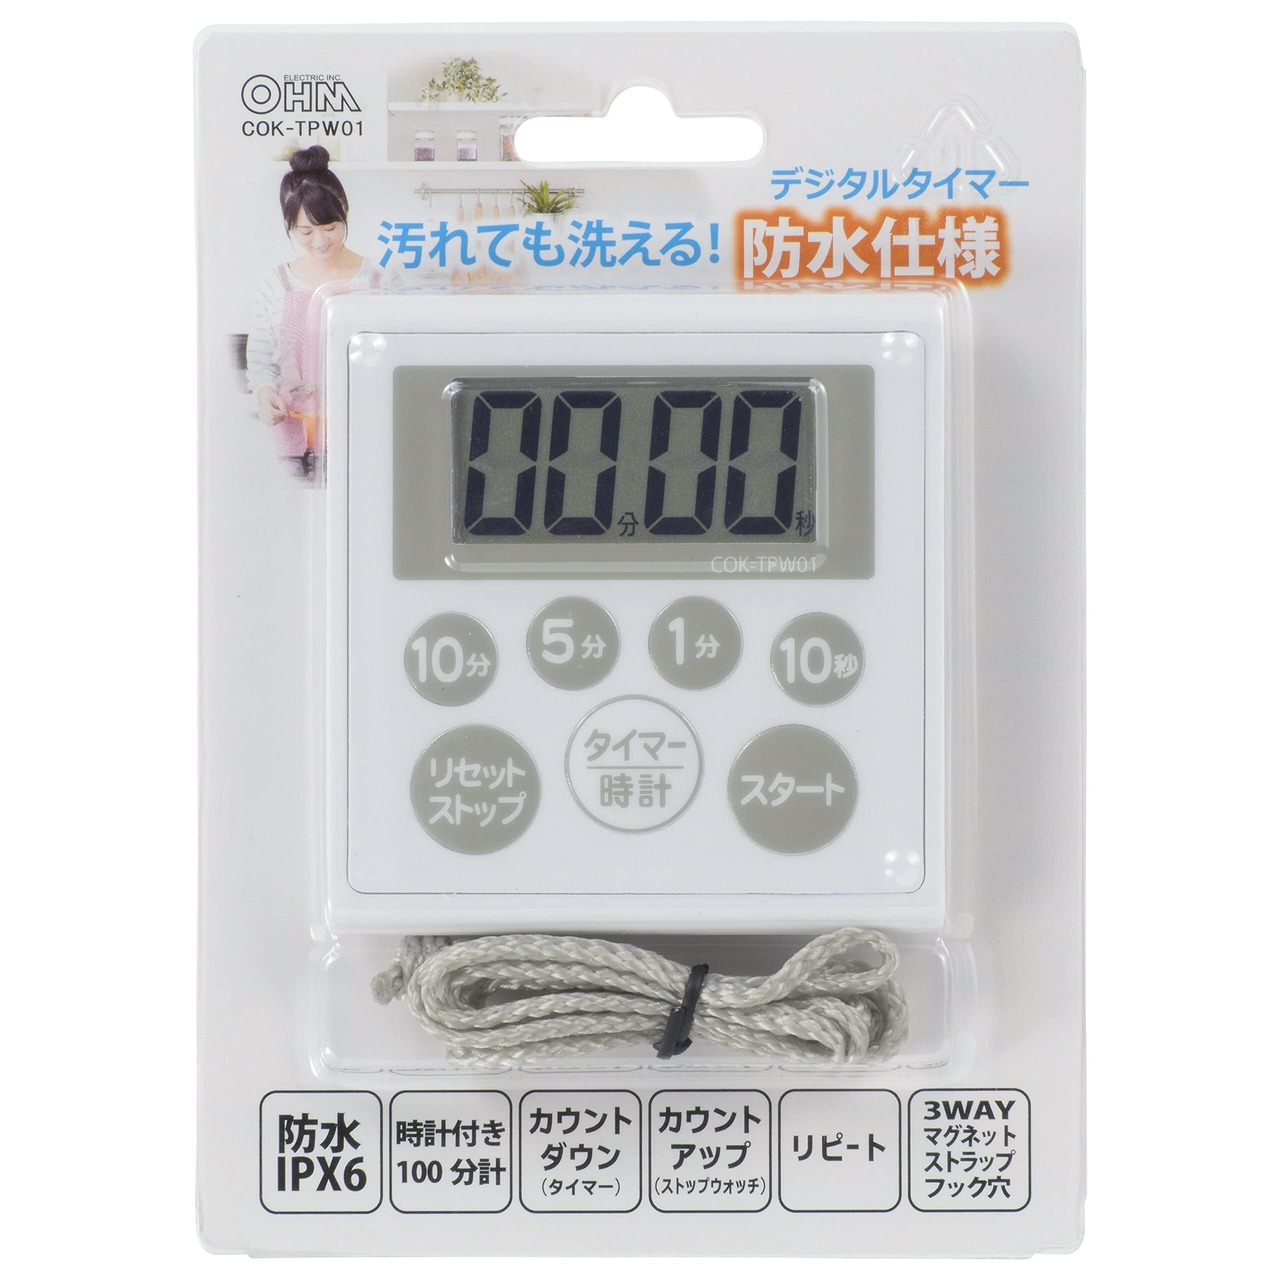 ELECTRIC INC.
OHM
COK-TPW01
デジタルタイマー
汚れても洗える!
防水仕様
00分00秒
COK-TPW01
10分
5分
1分
10秒
リセット
ストップ
タイマー
時計
スタート
防水
IPX6
時計付き
100分計
カウント
ダウン
(タイマー)
カウント
アップ
(ストップウォッチ)
リピート
3WAY
マグネット
ストラップ
フック穴